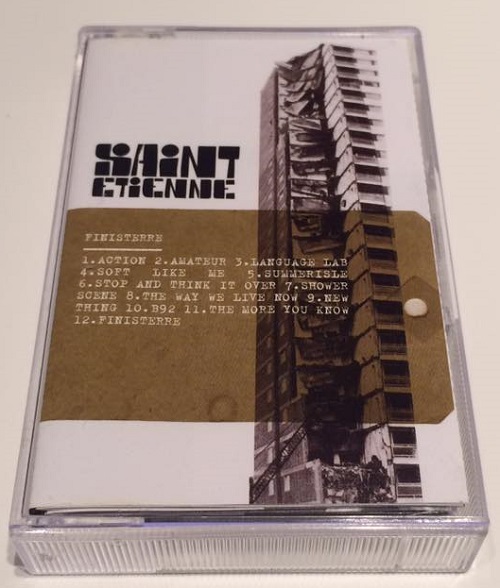 SAINT
ETIENNE
FINISTERRE
1.ACTION 2.AMATEUR 3.LANGUAGE LAB
4.SOFT LIKE ME 5.SUMMERISLE
6.STOP AND THINK IT OVER 7.SHOWER
SCENE 8.THE WAY WE LIVE NOW 9.NEW
THING 10.B92 11.THE MORE YOU KNOW
12.FINISTERRE